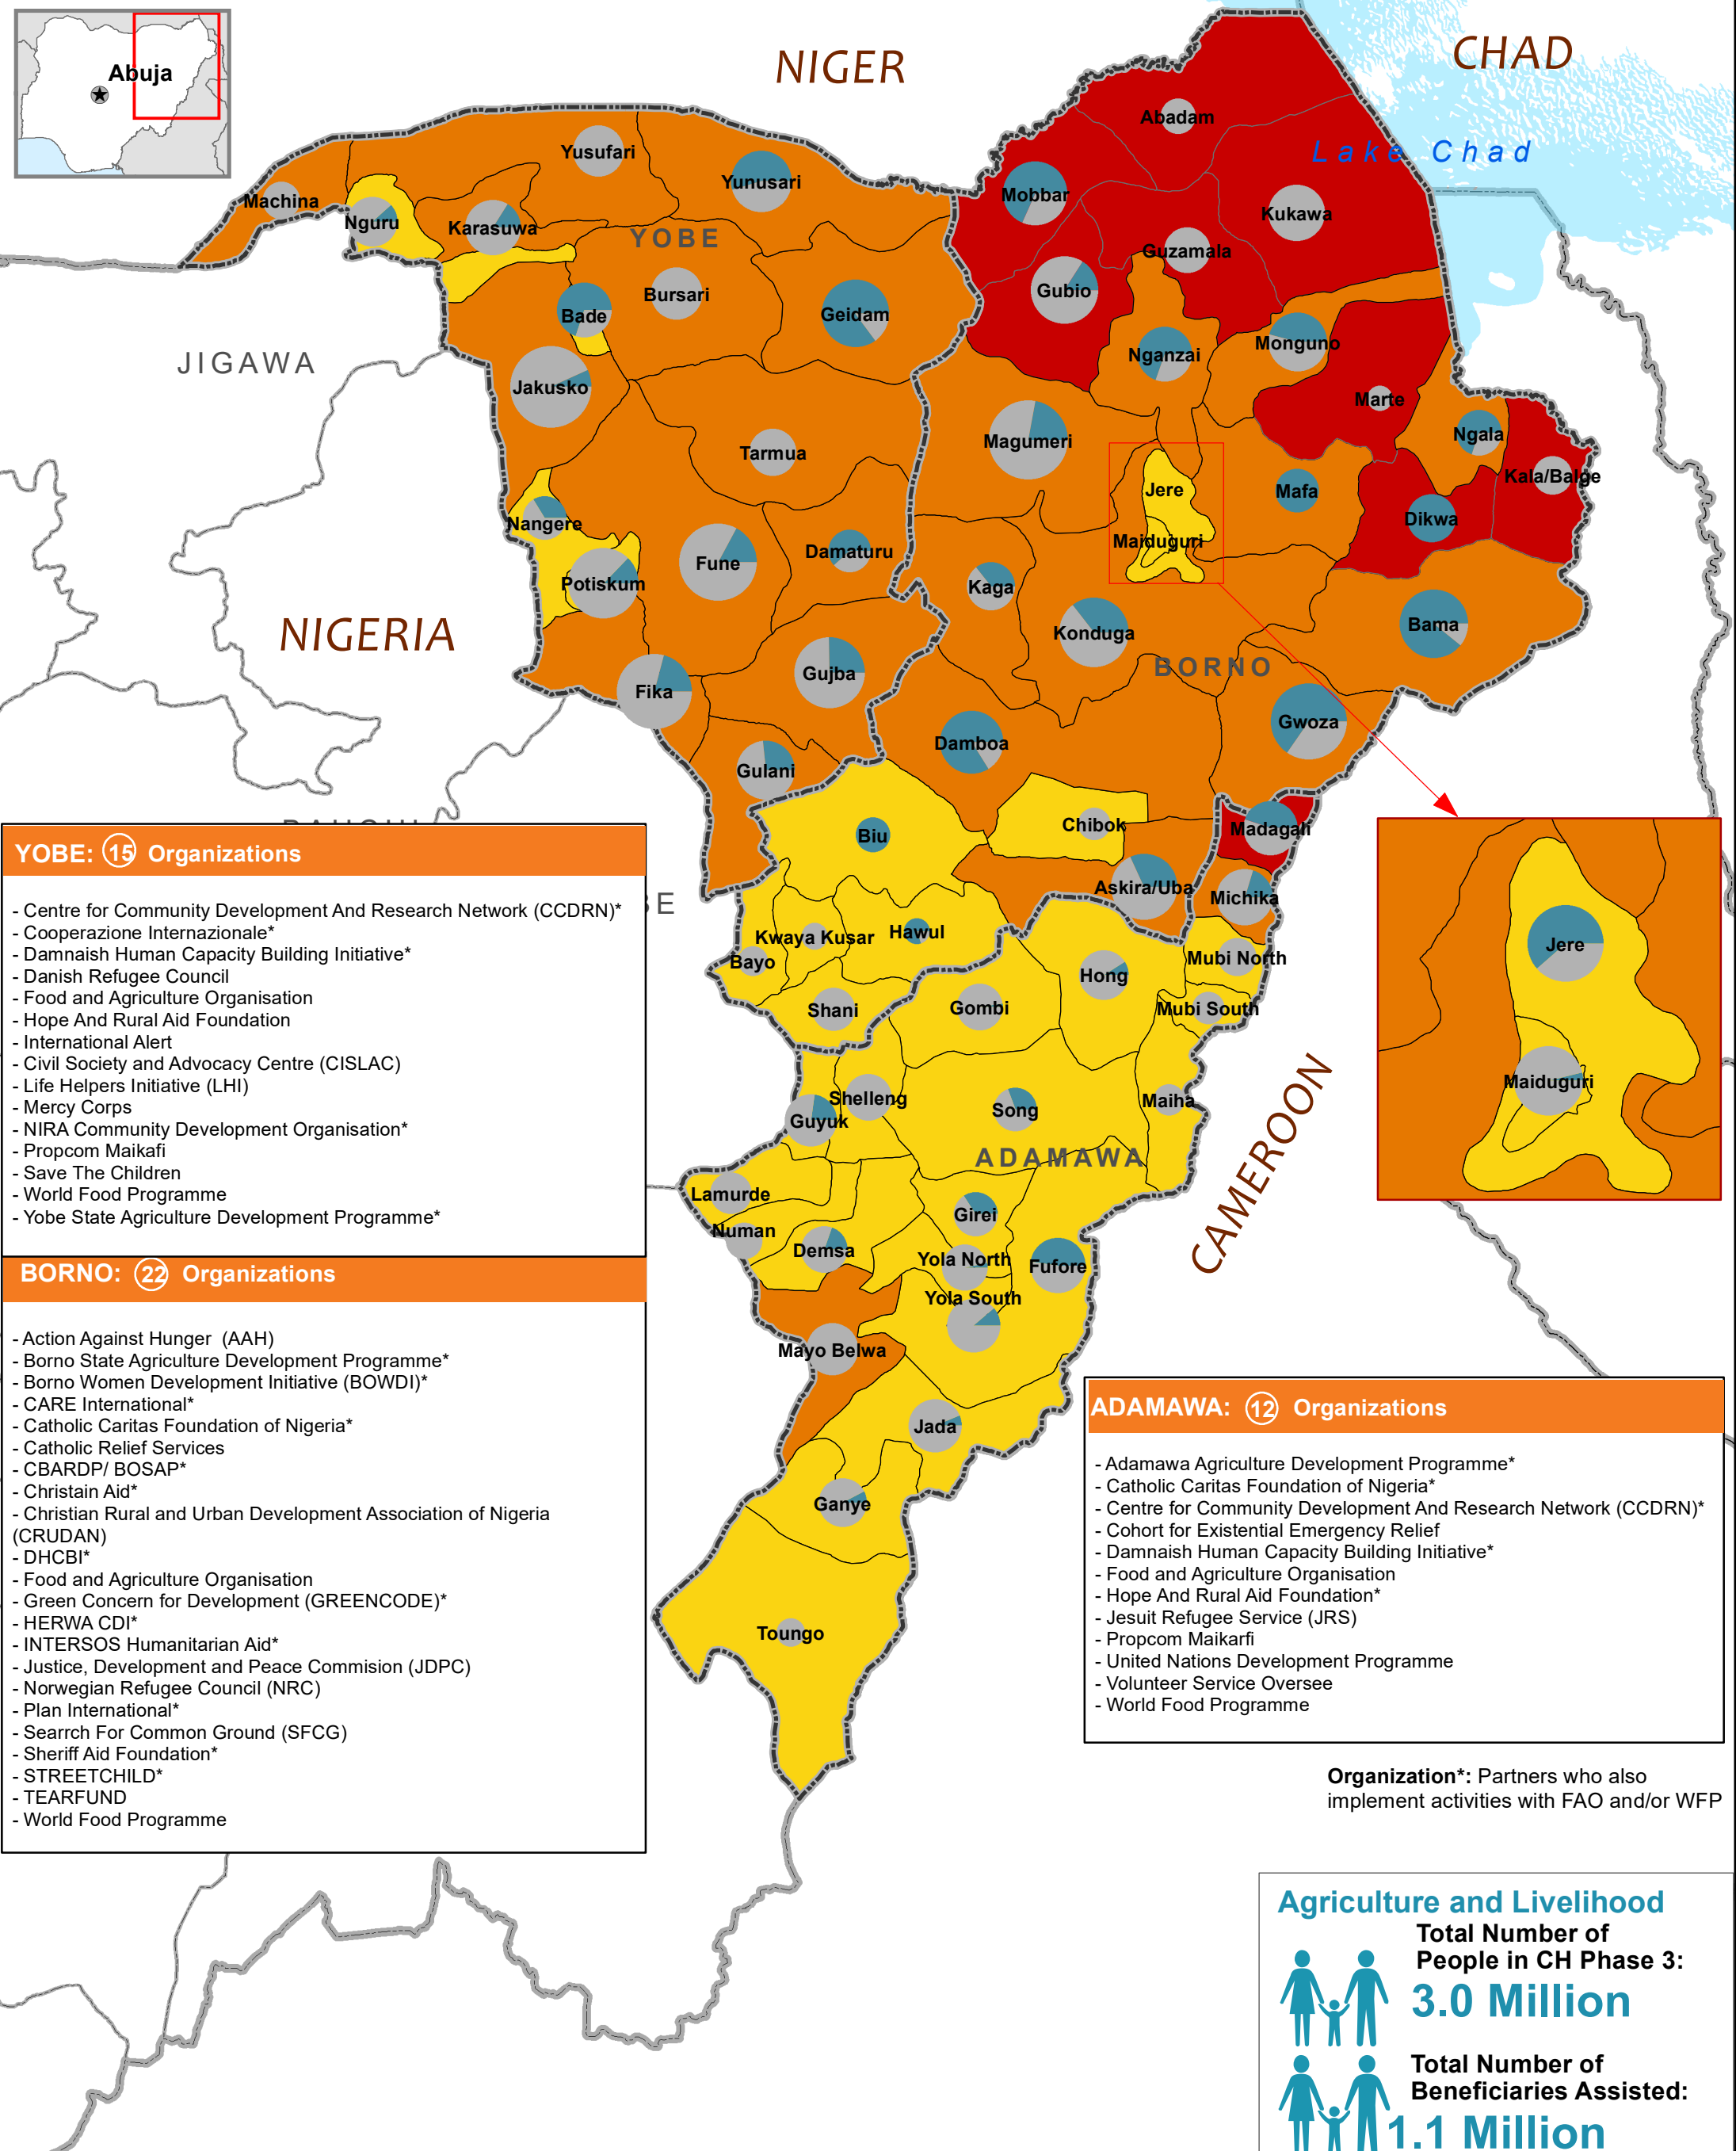 Abuja
NIGER
CHAD
Lake Chad
Abadam
Yusufari
Yunusari
Mobbar
Machina
Nguru
Karasuwa
YOBE
Kukawa
Guzamala
Bursari
Gubio
Bade
Geidam
JIGAWA
Nganzai
Monguno
Jakusko
Marte
Magumeri
Ngala
Tarmua
Kala/Balge
Jere
Mafa
Nangere
Dikwa
Maiduguri
Damaturu
Fune
Potiskum
Kaga
NIGERIA
Konduga
Bama
BORNO
Gujba
Fika
Gwoza
Damboa
Gulani
Chibok
Madagali
Biu
Askira/Uba
Michika
Kwaya Kusar
Hawul
Bayo
Mubi North
Hong
Shani
Gombi
Mubi South
Jere
Maiduguri
Shelleng
Guyuk
Song
Maiha
ADAMAWA
CAMEROON
Lamurde
Girei
Numan
Demsa
Yola North
Fufore
Yola South
Mayo Belwa
Jada
Ganye
Toungo
YOBE: 15 Organizations
- Centre for Community Development And Research Network (CCDRN)*
- Cooperazione Internazionale*
- Damnaish Human Capacity Building Initiative*
- Danish Refugee Council
- Food and Agriculture Organisation
- Hope And Rural Aid Foundation
- International Alert
- Civil Society and Advocacy Centre (CISLAC)
- Life Helpers Initiative (LHI)
- Mercy Corps
- NIRA Community Development Organisation*
- Propcom Maikafi
- Save The Children
- World Food Programme
- Yobe State Agriculture Development Programme*
BORNO: 22 Organizations
- Action Against Hunger (AAH)
- Borno State Agriculture Development Programme*
- Borno Women Development Initiative (BOWDI)*
- CARE International*
- Catholic Caritas Foundation of Nigeria*
- Catholic Relief Services
- CBARDP/ BOSAP*
- Christain Aid*
- Christian Rural and Urban Development Association of Nigeria
(CRUDAN)
- DHCBI*
- Food and Agriculture Organisation
- Green Concern for Development (GREENCODE)*
- HERWA CDI*
- INTERSOS Humanitarian Aid*
- Justice, Development and Peace Commision (JDPC)
- Norwegian Refugee Council (NRC)
- Plan International*
- Searrch For Common Ground (SFCG)
- Sheriff Aid Foundation*
- STREETCHILD*
- TEARFUND
- World Food Programme
ADAMAWA: 12 Organizations
- Adamawa Agriculture Development Programme*
- Catholic Caritas Foundation of Nigeria*
- Centre for Community Development And Research Network (CCDRN)*
- Cohort for Existential Emergency Relief
- Damnaish Human Capacity Building Initiative*
- Food and Agriculture Organisation
- Hope And Rural Aid Foundation*
- Jesuit Refugee Service (JRS)
- Propcom Maikarfi
- United Nations Development Programme
- Volunteer Service Oversee
- World Food Programme
Organization*: Partners who also
implement activities with FAO and/or WFP
Agriculture and Livelihood
Total Number of
People in CH Phase 3:
3.0 Million
Total Number of
Beneficiaries Assisted:
1.1 Million